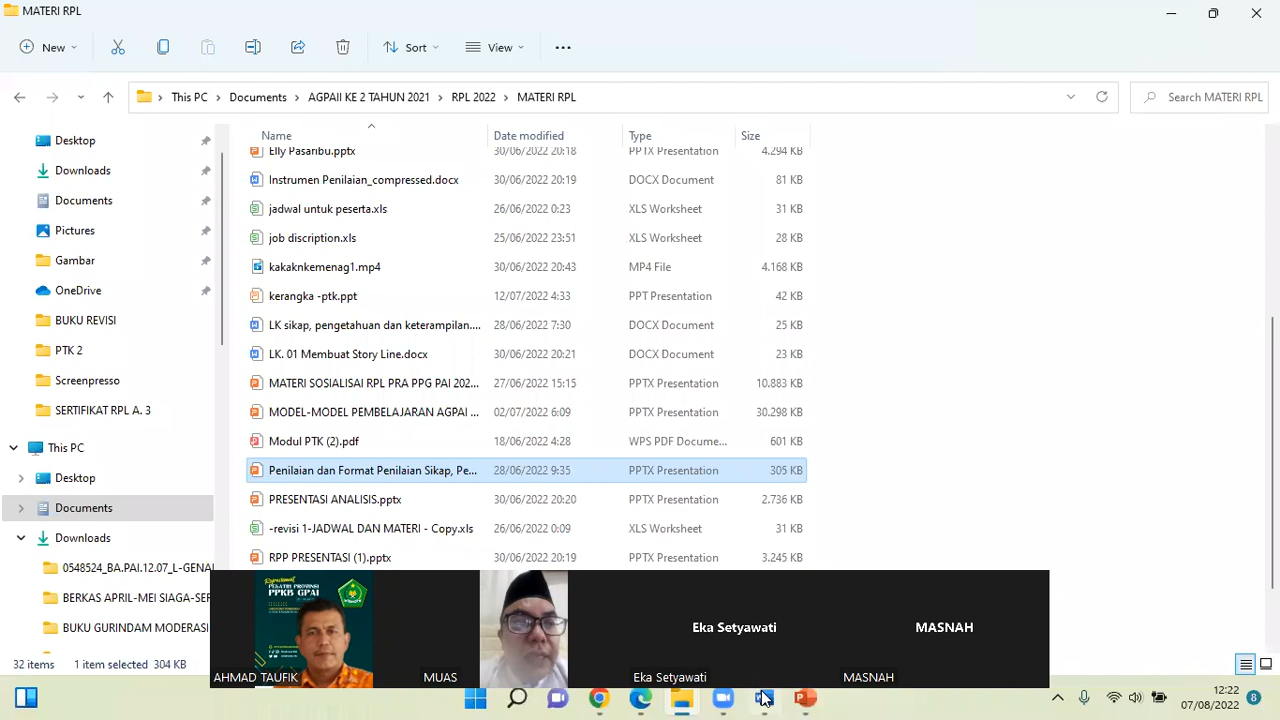 MATERI RPL
New
Sort
View
This PC
Documents
AGPAII KE 2 TAHUN 2021
RPL 2022
MATERI RPL
Search MATERI RPL
Name Date modified Type Size
Desktop
Downloads
Documents
Pictures
Gambar
OneDrive
BUKU REVISI
PTK 2
Screenpresso
SERTIFIKAT RPL A. 3
This PC
Desktop
Documents
Downloads
0548524_BA.PAI.12.07_L-GENA
BERKAS APRIL-MEI SIAGA-SER
BUKU GURINDAM MODERASI
Elly Pasaribu.pptx 30/06/2022 20:18 PPTX Presentation 4.294 KB
Instrumen Penilaian_compressed.docx 30/06/2022 20:19 DOCX Document 81 KB
jadwal untuk peserta.xls 26/06/2022 0:23 XLS Worksheet 31 KB
job discription.xls 25/06/2022 23:51 XLS Worksheet 28 KB
kakaknkemenag1.mp4 30/06/2022 20:43 MP4 File 4.168 KB
kerangka -ptk.ppt 12/07/2022 4:33 PPT Presentation 42 KB
LK sikap, pengetahuan dan keterampilan.... 28/06/2022 7:30 DOCX Document 25 KB
LK. 01 Membuat Story Line.docx 30/06/2022 20:21 DOCX Document 23 KB
MATERI SOSIALISAI RPL PRA PPG PAI 202... 27/06/2022 15:15 PPTX Presentation 10.883 KB
MODEL-MODEL PEMBELAJARAN AGPAI ... 02/07/2022 6:09 PPTX Presentation 30.298 KB
Modul PTK (2).pdf 18/06/2022 4:28 WPS PDF Docume... 601 KB
Penilaian dan Format Penilaian Sikap, Pe... 28/06/2022 9:35 PPTX Presentation 305 KB
PRESENTASI ANALISIS.pptx 30/06/2022 20:20 PPTX Presentation 2.736 KB
-revisi 1-JADWAL DAN MATERI - Copy.xls 26/06/2022 0:09 XLS Worksheet 31 KB
RPP PRESENTASI (1).pptx 30/06/2022 20:19 PPTX Presentation 3.245 KB
32 items 1 item selected 304 KB
PELATIH PROVINSI
PPKB GPAI
AHMAD TAUFIK
MUAS
Eka Setyawati
Eka Setyawati
MASNAH
MASNAH
12:22
07/08/2022
8